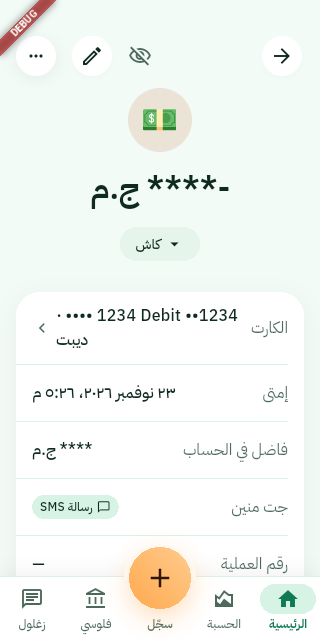 DEBUG
-**** ج.م
كاش
الكارت
1234 Debit ••1234 •••• ·
ديبت
إمتى
٢٣ نوفمبر ٢٠٢٦، ٥:٢٦ م
فاضل في الحساب
**** ج.م
جت منين
رسالة SMS
رقم العملية
—
الرئيسية
الحسبة
سجّل
فلوسي
زغلول